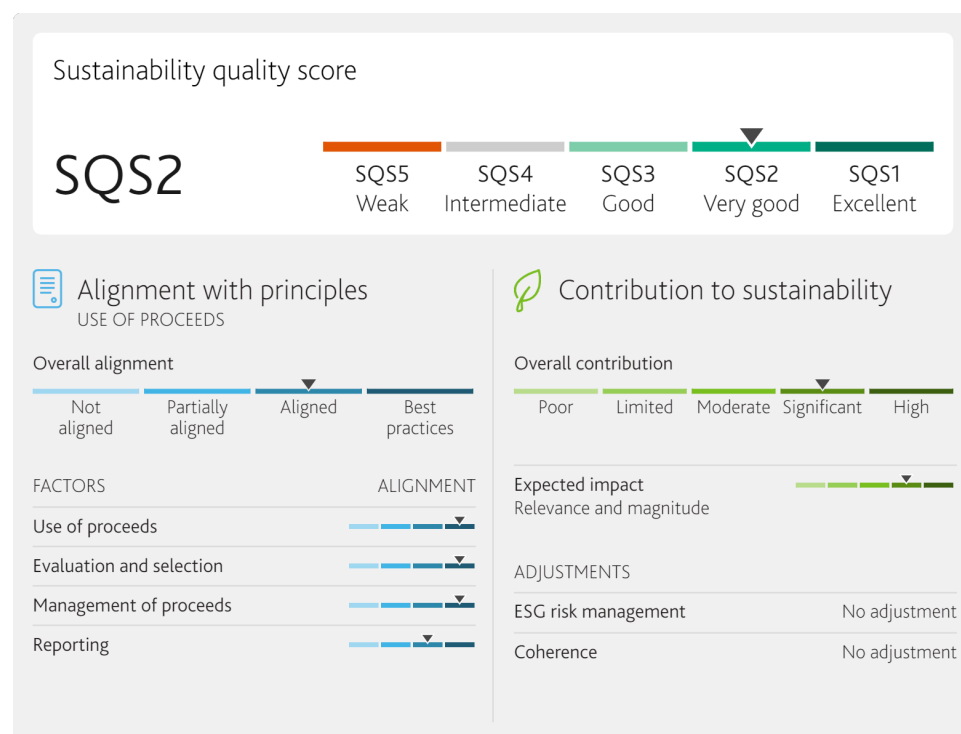 Sustainability quality score
SQS2
SQS5 SQS4 SQS3 SQS2 SQS1
Weak Intermediate Good Very good Excellent
Alignment with principles
USE OF PROCEEDS
Overall alignment
Not Partially Aligned Best
aligned aligned practices
FACTORS ALIGNMENT
Use of proceeds
Evaluation and selection
Management of proceeds
Reporting
Contribution to sustainability
Overall contribution
Poor Limited Moderate Significant High
Expected impact
Relevance and magnitude
ADJUSTMENTS
ESG risk management No adjustment
Coherence No adjustment